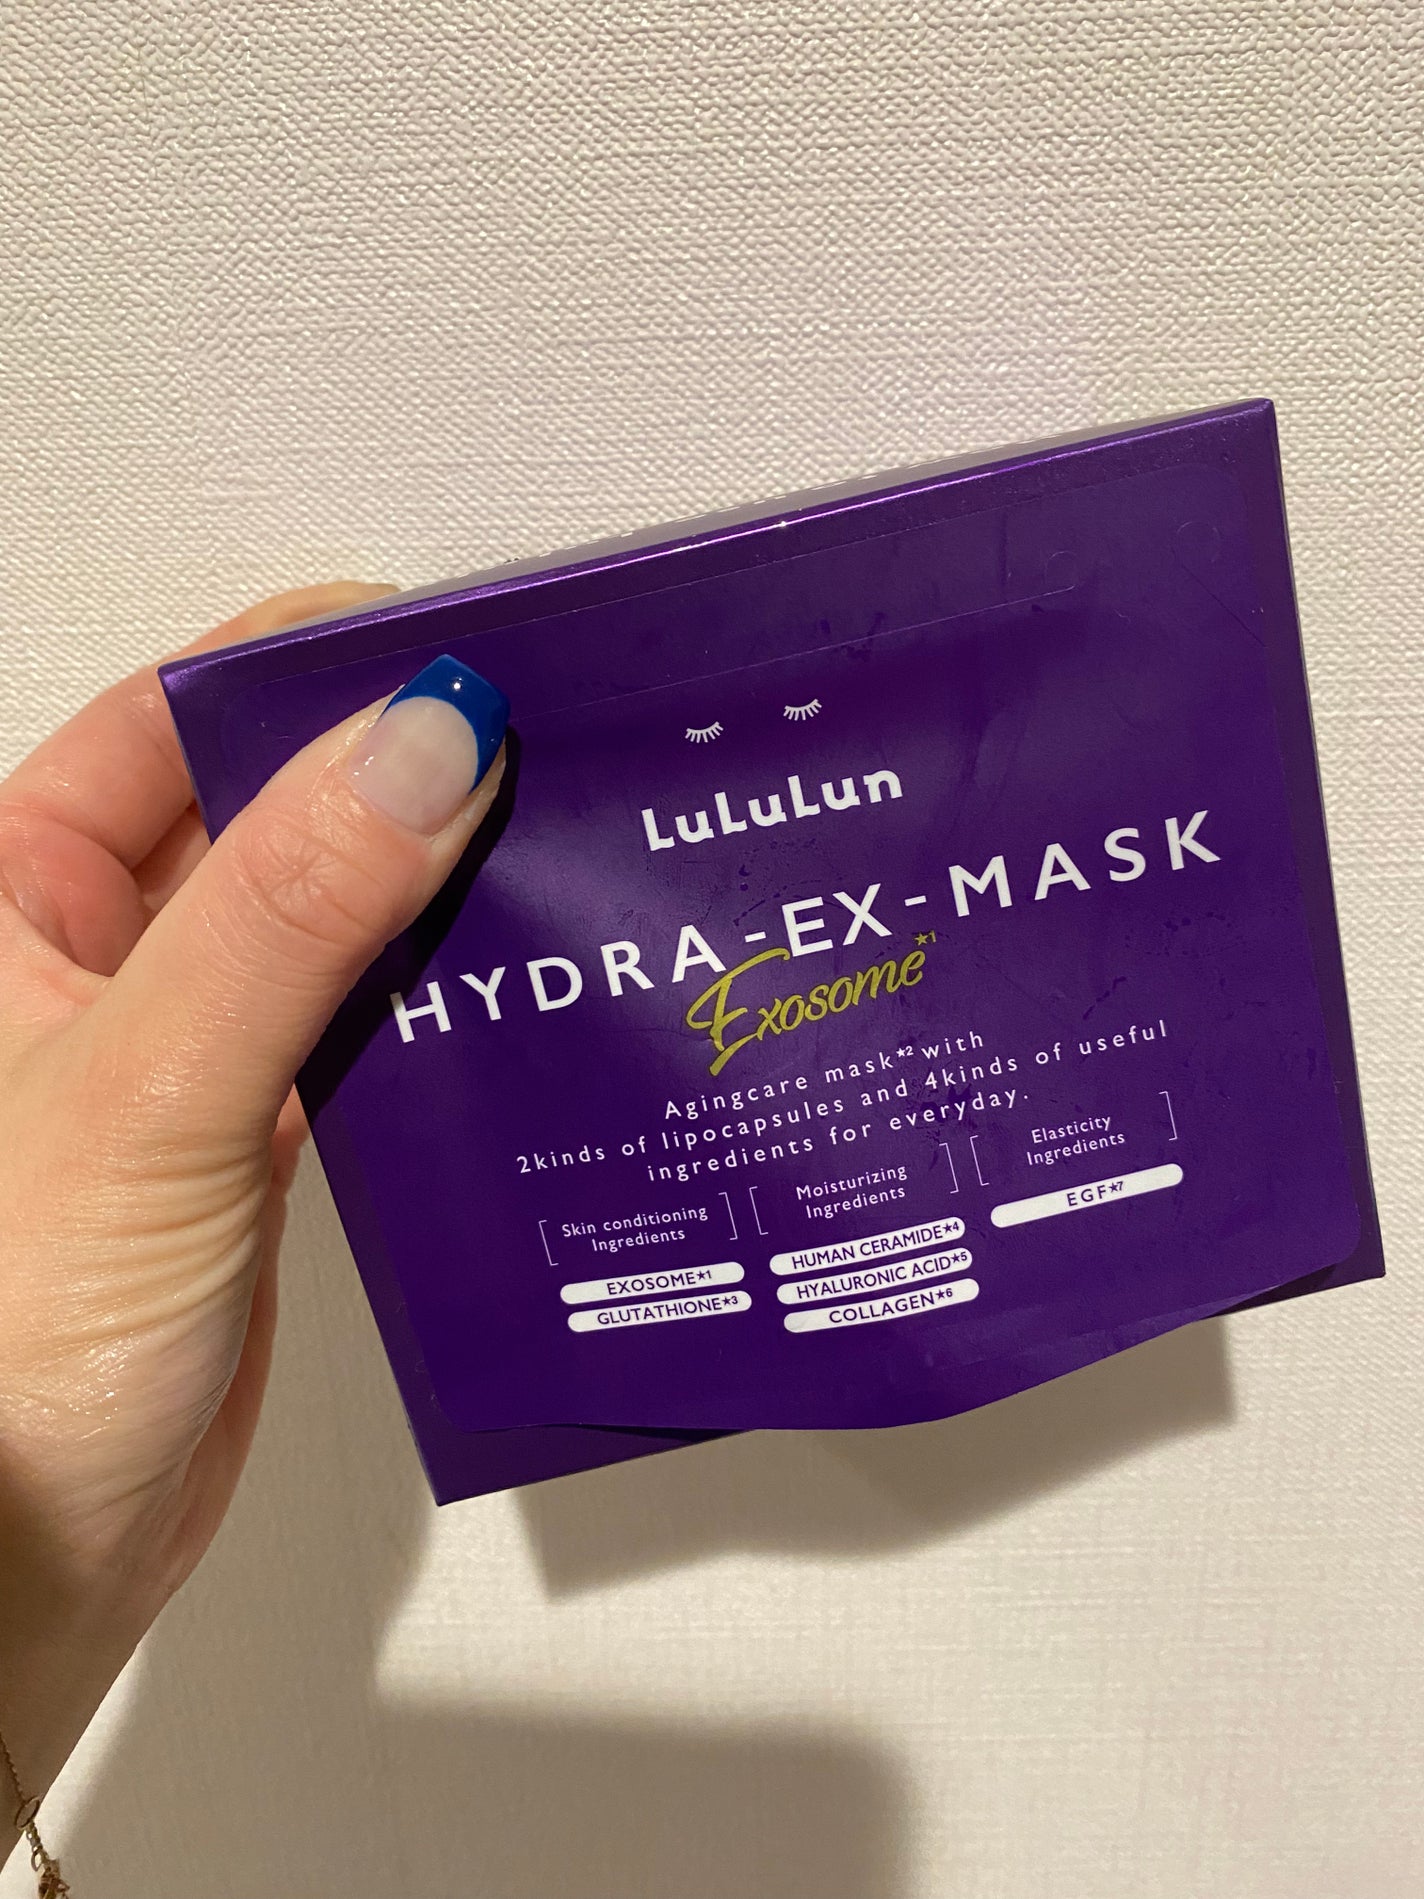 LuLuLun
HYDRA-EX-MASK
Exosome★1
Agingcare mask★2 with
2kinds of lipocapsules and 4kinds of useful
ingredients for everyday.
Skin conditioning
Ingredients
EXOSOME★1
GLUTATHIONE★3
Moisturizing
Ingredients
HUMAN CERAMIDE★4
HYALURONIC ACID★5
COLLAGEN★6
Elasticity
Ingredients
EGF★7